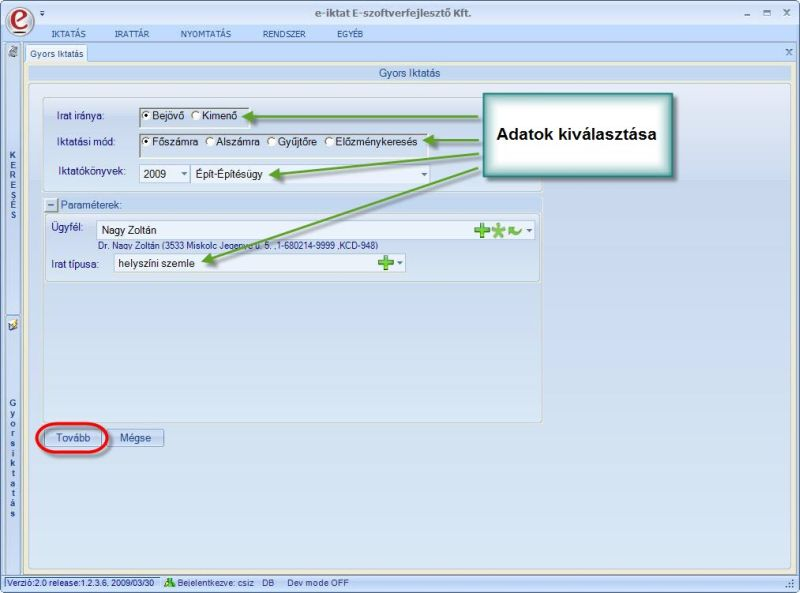 e-iktat E-szoftverfejlesztő Kft.
IKTATÁS IRATTÁR NYOMTATÁS RENDSZER EGYÉB
Gyors Iktatás
Gyors Iktatás
KERESÉS
Gyorsiktatás
Irat iránya: Bejövő Kimenő
Adatok kiválasztása
Iktatási mód: Főszámra Alszámra Gyűjtőre Előzménykeresés
Iktatókönyvek: 2009 Épít-Építésügy
Paraméterek:
Ügyfél: Nagy Zoltán
Dr. Nagy Zoltán (3533 Miskolc Jegenye u. 5. ,1-680214-9999 ,KCD-948)
Irat típusa: helyszíni szemle
Tovább Mégse
Verzió:2.0 release:1.2.3.6, 2009/03/30 Bejelentkezve: csiz DB Dev mode OFF